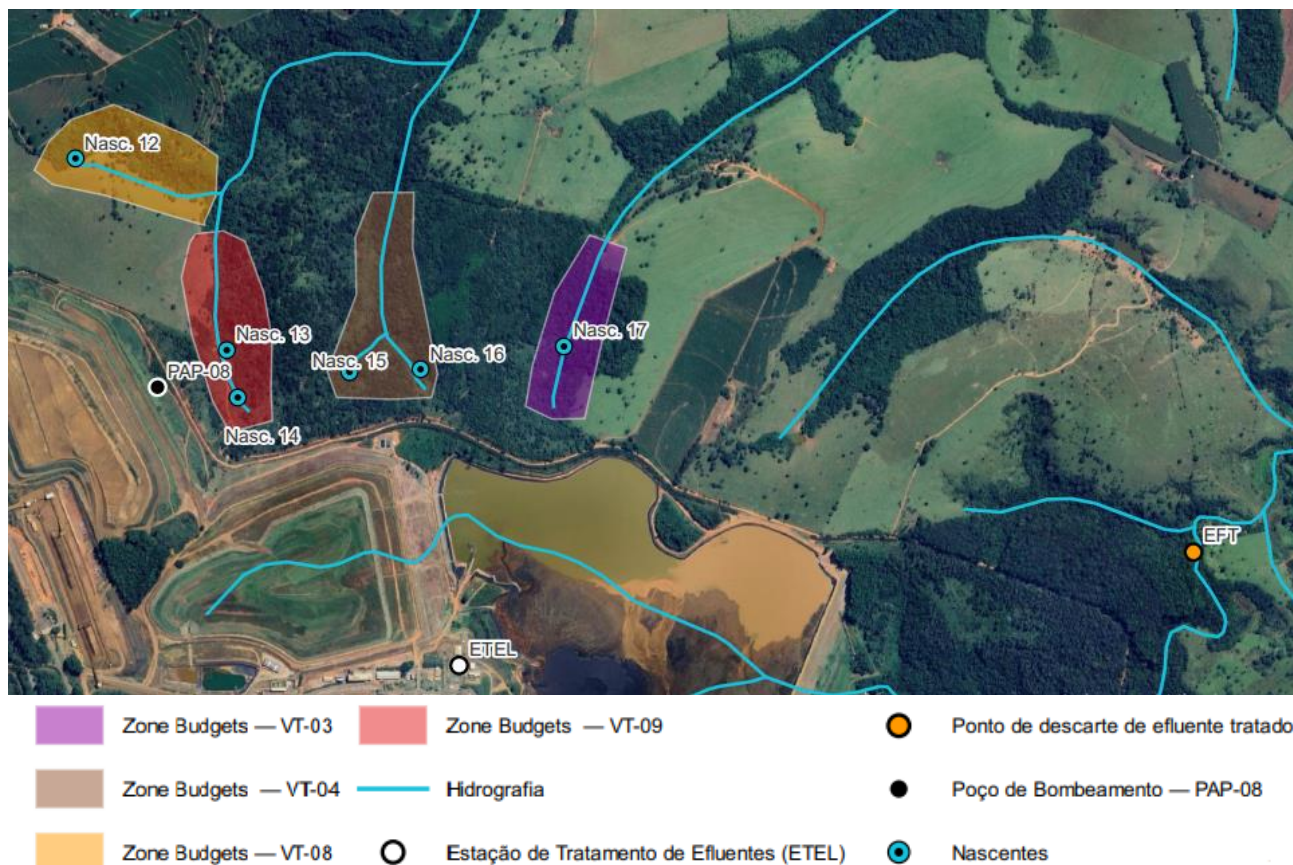 Nasc. 12
Nasc. 13
Nasc. 17
Nasc. 15
Nasc. 16
PAP-08
Nasc. 14
EFT
ETEL
Zone Budgets — VT-03
Zone Budgets — VT-09
Ponto de descarte de efluente tratado
Zone Budgets — VT-04
Hidrografia
Poço de Bombeamento — PAP-08
Zone Budgets — VT-08
Estação de Tratamento de Efluentes (ETEL)
Nascentes